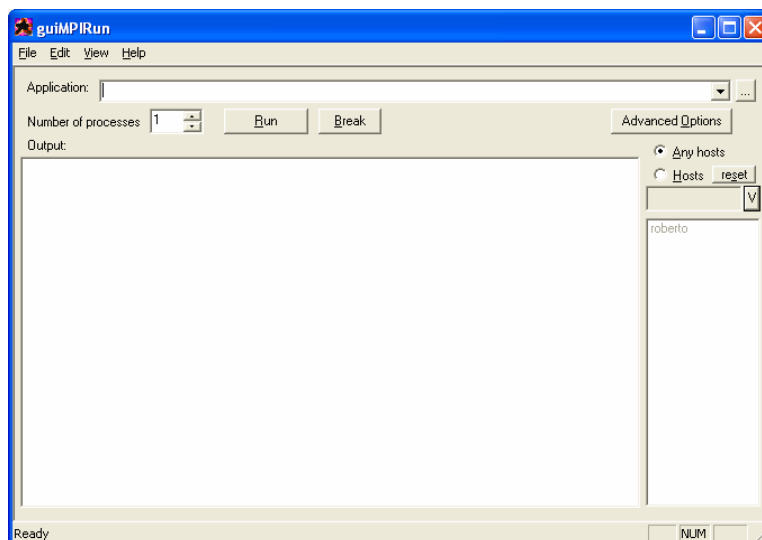 guiMPIRun
File Edit View Help
Application:
...
Number of processes 1 Run Break Advanced Options
Output:
Any hosts
Hosts reset
V
roberto
Ready NUM